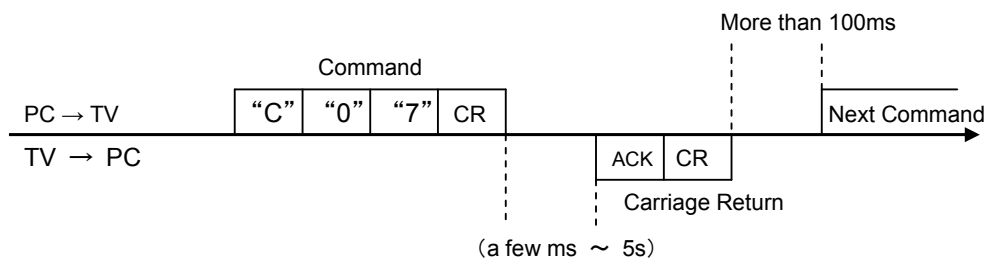 More than 100ms
Command
PC → TV “C” “0” “7” CR Next Command
TV → PC ACK CR
Carriage Return
(a few ms ～ 5s)